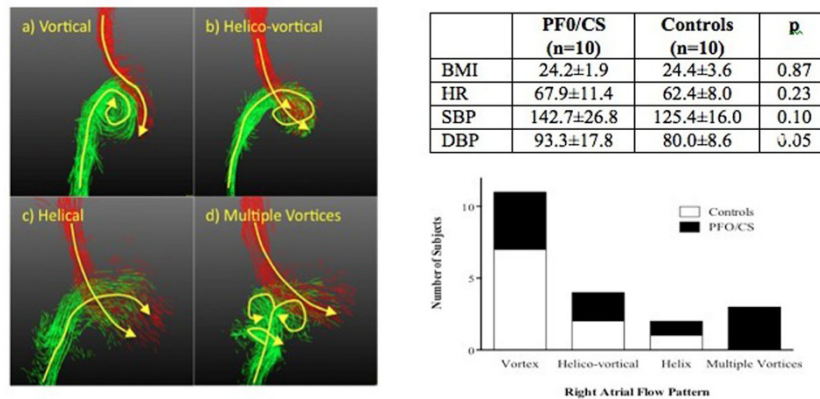 a) Vortical
b) Helico-vortical
c) Helical
d) Multiple Vortices
PF0/CS (n=10) Controls (n=10) p
BMI 24.2±1.9 24.4±3.6 0.87
HR 67.9±11.4 62.4±8.0 0.23
SBP 142.7±26.8 125.4±16.0 0.10
DBP 93.3±17.8 80.0±8.6 0.05
Number of Subjects
10
5
0
Controls
PFO/CS
Vortex Helico-vortical Helix Multiple Vortices
Right Atrial Flow Pattern